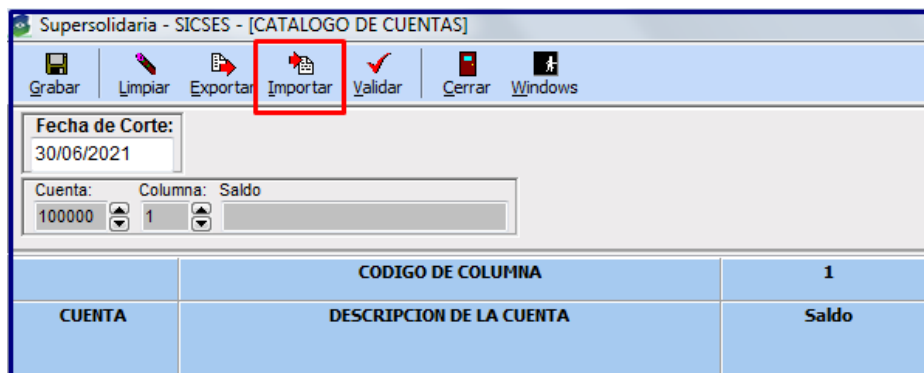 Supersolidaria - SICSES - [CATALOGO DE CUENTAS]
Grabar Limpiar Exportar Importar Validar Cerrar Windows
Fecha de Corte:
30/06/2021
Cuenta: Columna: Saldo
100000 1
CODIGO DE COLUMNA 1
CUENTA DESCRIPCION DE LA CUENTA Saldo